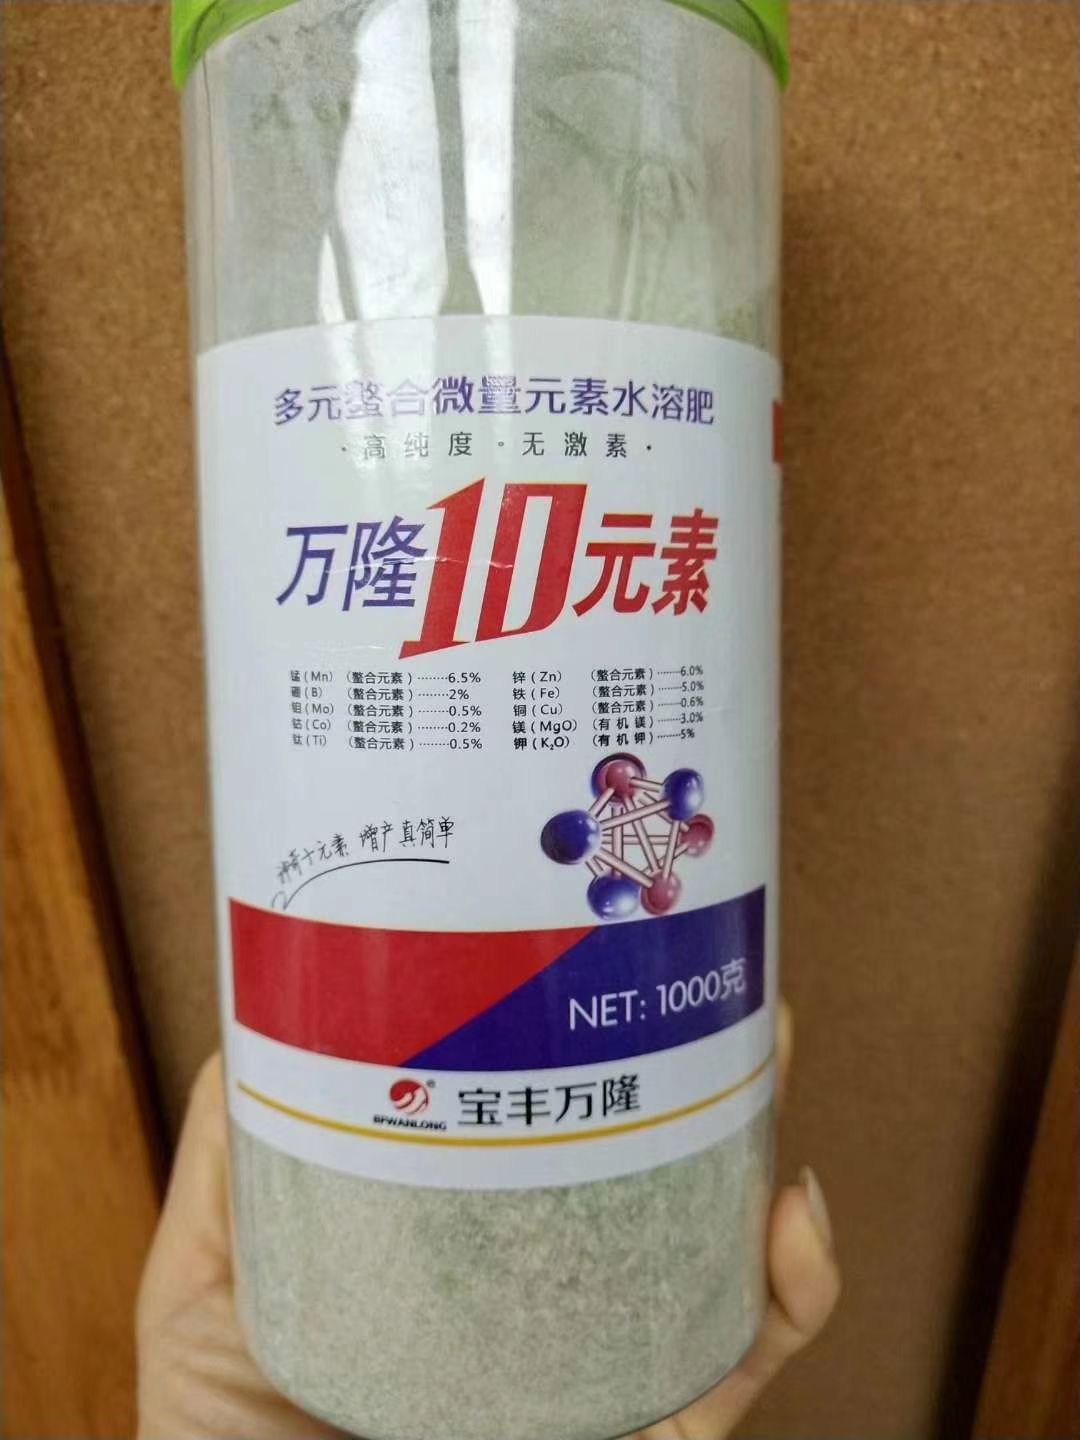 多元螯合微量元素水溶肥
·高纯度·无激素·
万隆10元素
锰(Mn) (螯合元素)········6.5% 锌(Zn) (螯合元素)········6.0%
硼(B) (螯合元素)········2% 铁(Fe) (螯合元素)········5.0%
钼(Mo) (螯合元素)········0.5% 铜(Cu) (螯合元素)········0.6%
钴(Co) (螯合元素)········0.2% 镁(MgO) (有机镁)········3.0%
钛(Ti) (螯合元素)········0.5% 钾(K₂O) (有机钾)········5%
十元素 增产真简单
NET: 1000克
BFWANLONG ® 宝丰万隆